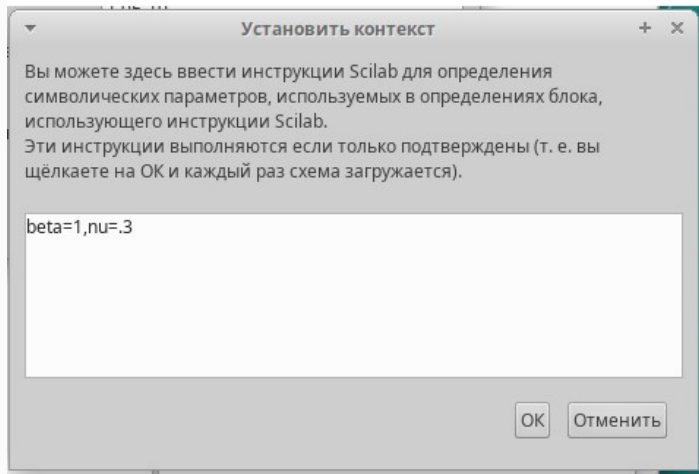 Установить контекст
Вы можете здесь ввести инструкции Scilab для определения
символических параметров, используемых в определениях блока,
использующего инструкции Scilab.
Эти инструкции выполняются если только подтверждены (т. е. вы
щёлкаете на ОК и каждый раз схема загружается).
beta=1,nu=.3
ОК Отменить